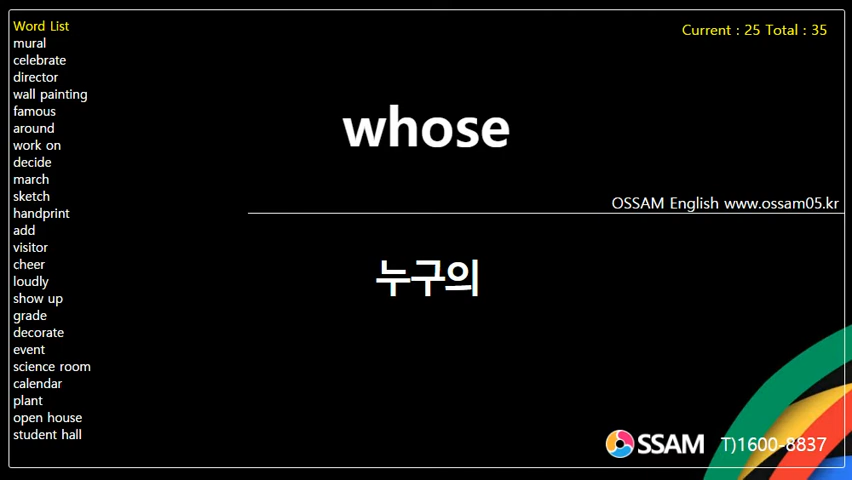 Word List
mural
celebrate
director
wall painting
famous
around
work on
decide
march
sketch
handprint
add
visitor
cheer
loudly
show up
grade
decorate
event
science room
calendar
plant
open house
student hall
Current : 25 Total : 35
whose
OSSAM English www.ossam05.kr
누구의
OSSAM T)1600-8837